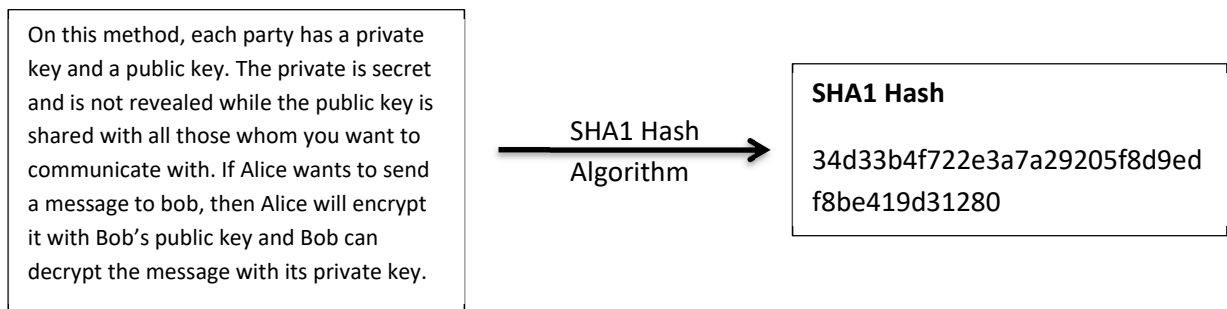 On this method, each party has a private
key and a public key. The private is secret
and is not revealed while the public key is
shared with all those whom you want to
communicate with. If Alice wants to send
a message to bob, then Alice will encrypt
it with Bob’s public key and Bob can
decrypt the message with its private key.
SHA1 Hash
Algorithm
SHA1 Hash
34d33b4f722e3a7a29205f8d9ed
f8be419d31280